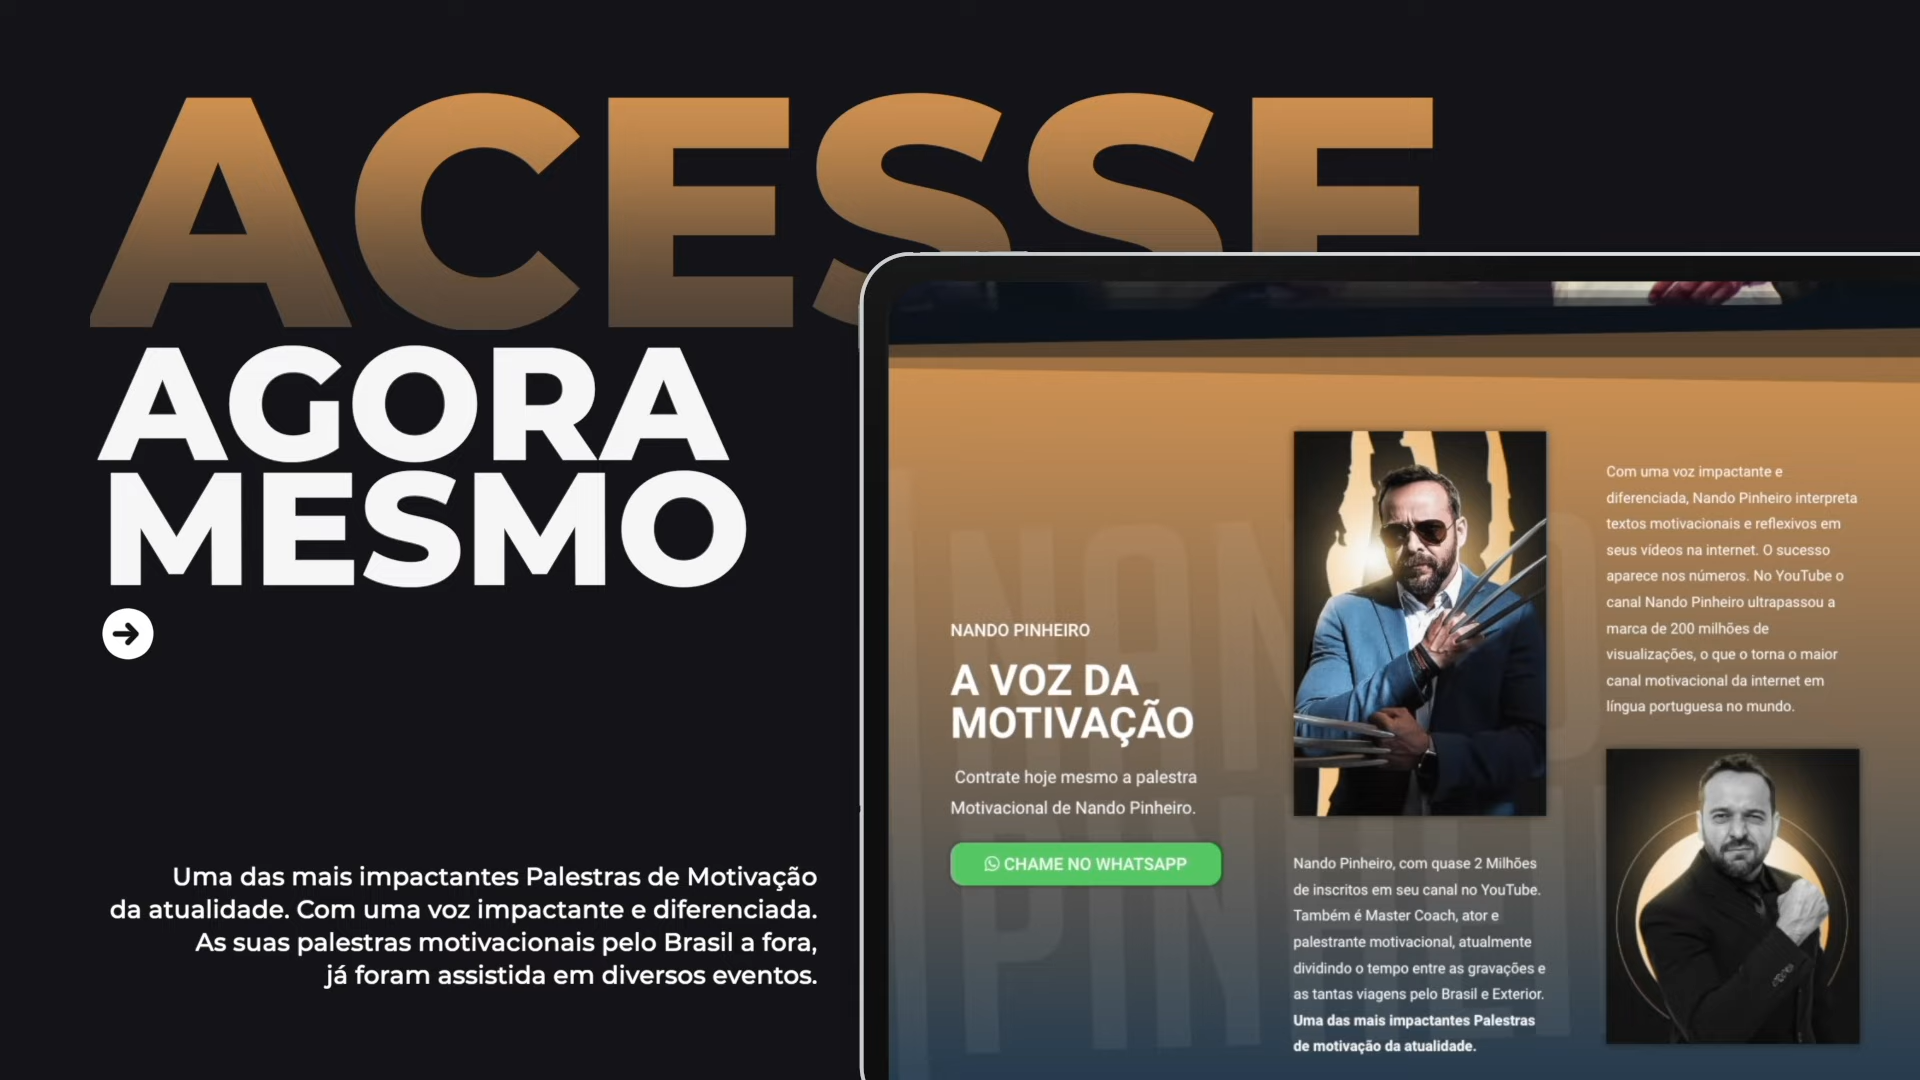 ACESSE
AGORA
MESMO
Uma das mais impactantes Palestras de Motivação
da atualidade. Com uma voz impactante e diferenciada.
As suas palestras motivacionais pelo Brasil a fora,
já foram assistida em diversos eventos.
NANDO
PINHEI
NANDO PINHEIRO
A VOZ DA
MOTIVAÇÃO
Contrate hoje mesmo a palestra
Motivacional de Nando Pinheiro.
CHAME NO WHATSAPP
Nando Pinheiro, com quase 2 Milhões
de inscritos em seu canal no YouTube.
Também é Master Coach, ator e
palestrante motivacional, atualmente
dividindo o tempo entre as gravações e
as tantas viagens pelo Brasil e Exterior.
Uma das mais impactantes Palestras
de motivação da atualidade.
Com uma voz impactante e
diferenciada, Nando Pinheiro interpreta
textos motivacionais e reflexivos em
seus vídeos na internet. O sucesso
aparece nos números. No YouTube o
canal Nando Pinheiro ultrapassou a
marca de 200 milhões de
visualizações, o que o torna o maior
canal motivacional da internet em
língua portuguesa no mundo.